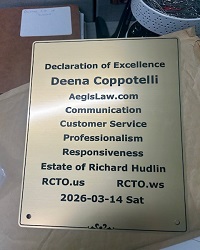 Declaration of Excellence
Deena Coppotelli
AegisLaw.com
Communication
Customer Service
Professionalism
Responsiveness
Estate of Richard Hudlin
RCTO.us RCTO.ws
2026-03-14 Sat